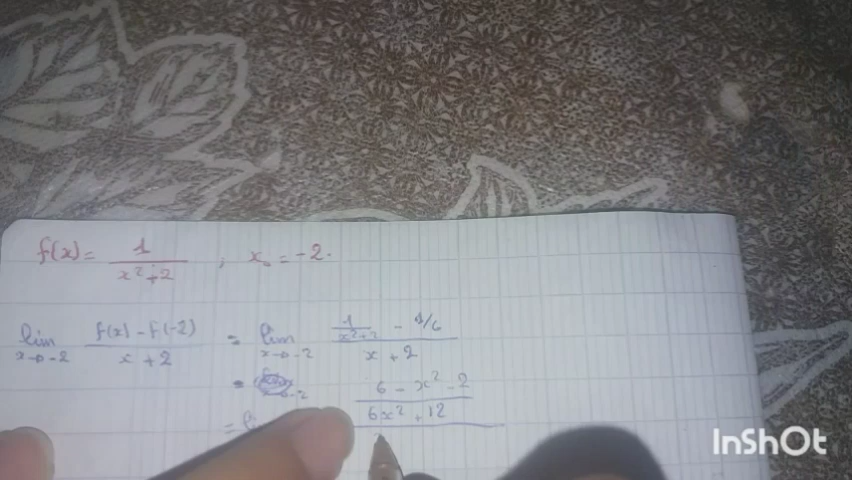 f(x) = 1/(x²+2) ; x₀ = -2.
lim x→-2 (f(x) - f(-2))/(x + 2) = lim x→-2 (1/(x²+2) - 1/6)/(x + 2)
= x→-2 (6 - x² - 2)/(6x² + 12)
=
InShOt